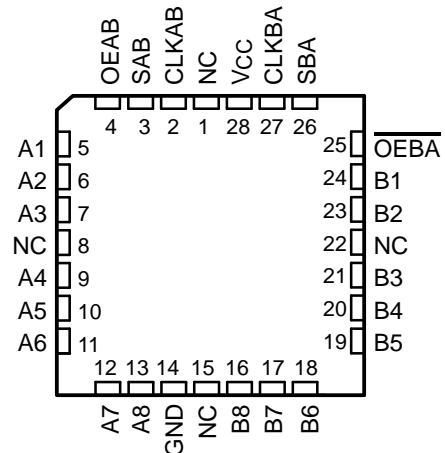 OEAB SAB CLKAB NC VCC CLKBA SBA
4 3 2 1 28 27 26
A1 5 25 OEBA
A2 6 24 B1
A3 7 23 B2
NC 8 22 NC
A4 9 21 B3
A5 10 20 B4
A6 11 19 B5
12 13 14 15 16 17 18
A7 A8 GND NC B8 B7 B6